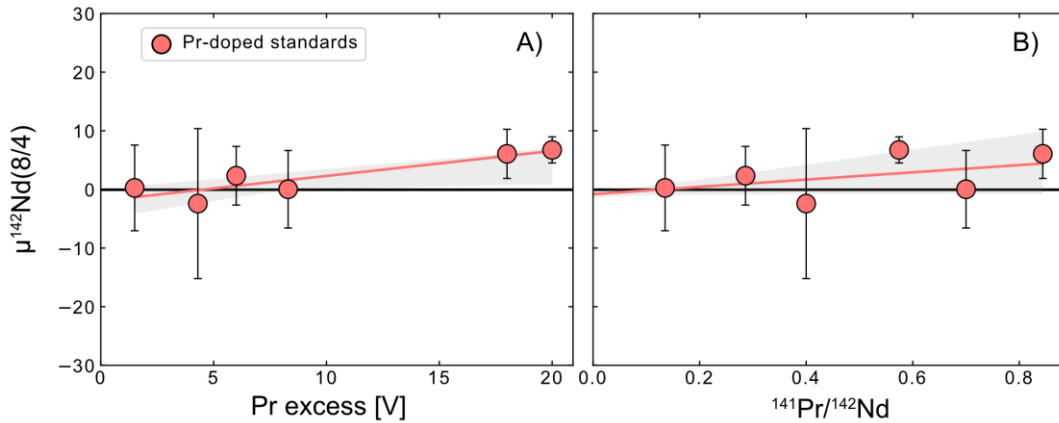 30
20
10
0
−10
−20
−30
μ¹⁴²Nd(8/4)
Pr-doped standards
A)
B)
0 5 10 15 20
0.0 0.2 0.4 0.6 0.8
Pr excess [V]
¹⁴¹Pr/¹⁴²Nd